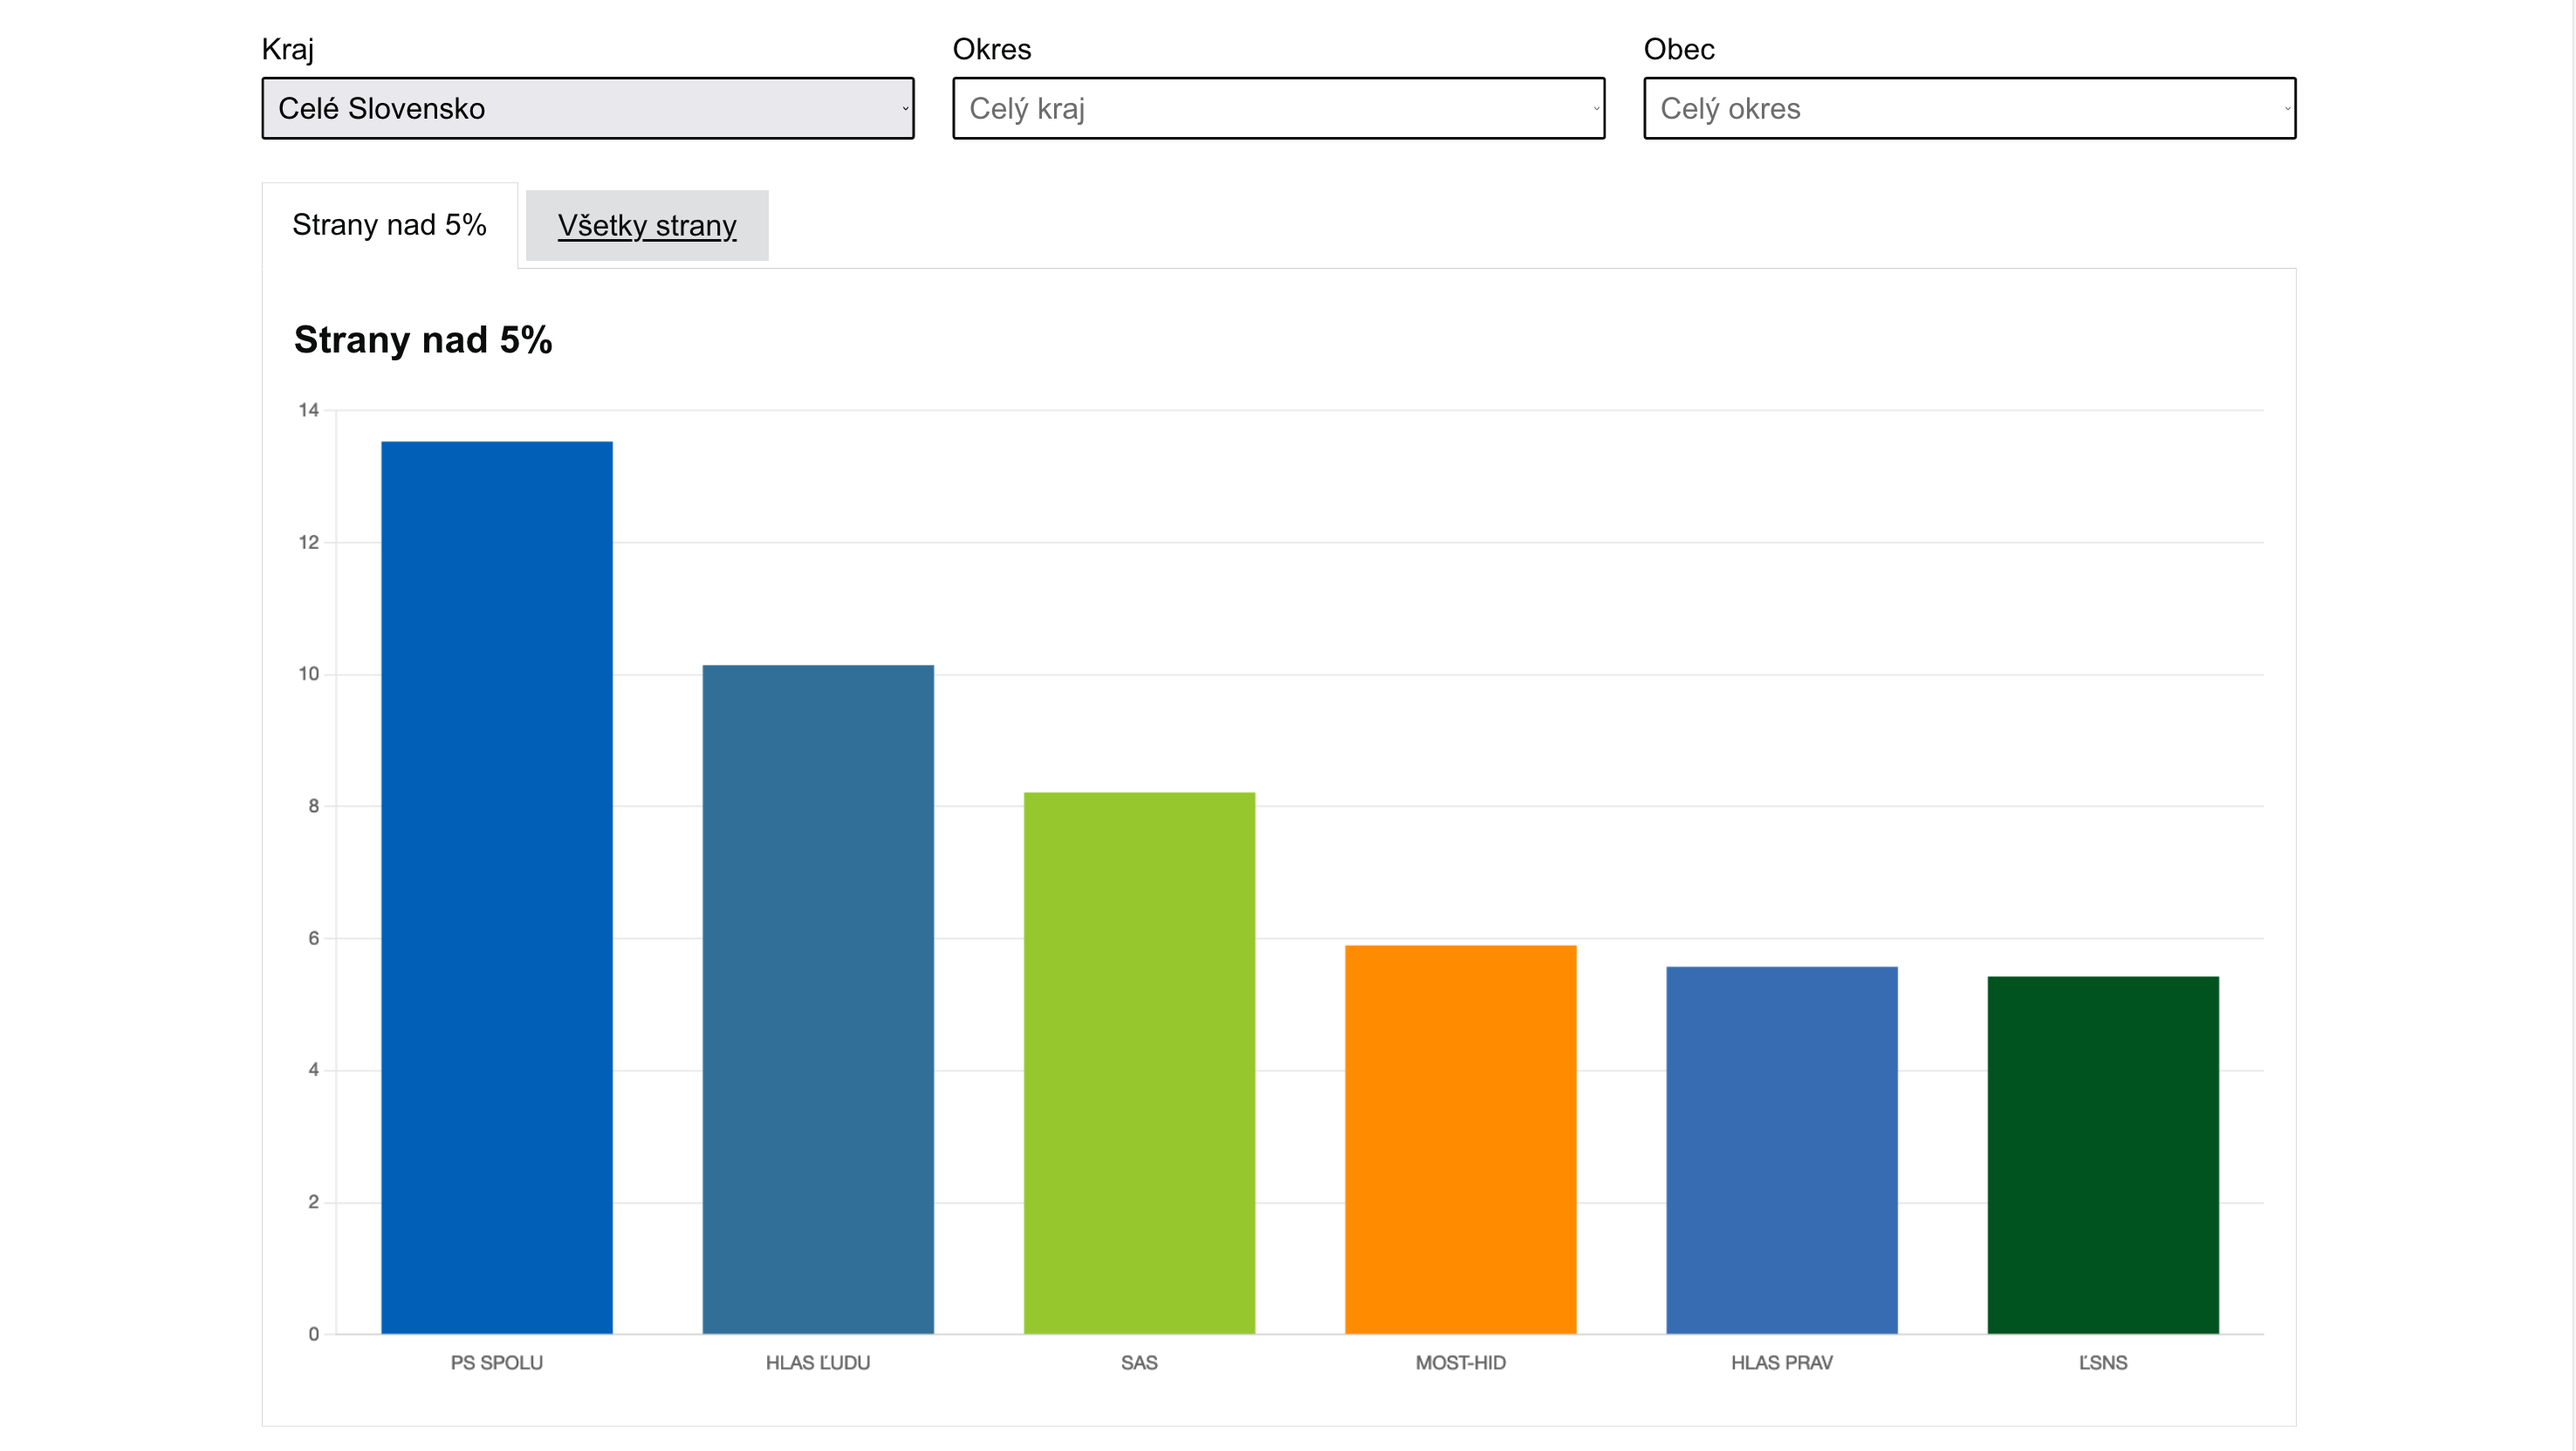 Kraj
Okres
Obec
Celé Slovensko
Celý kraj
Celý okres
Strany nad 5%
Všetky strany
Strany nad 5%
14
12
10
8
6
4
2
0
PS SPOLU
HLAS ĽUDU
SAS
MOST-HID
HLAS PRAV
ĽSNS